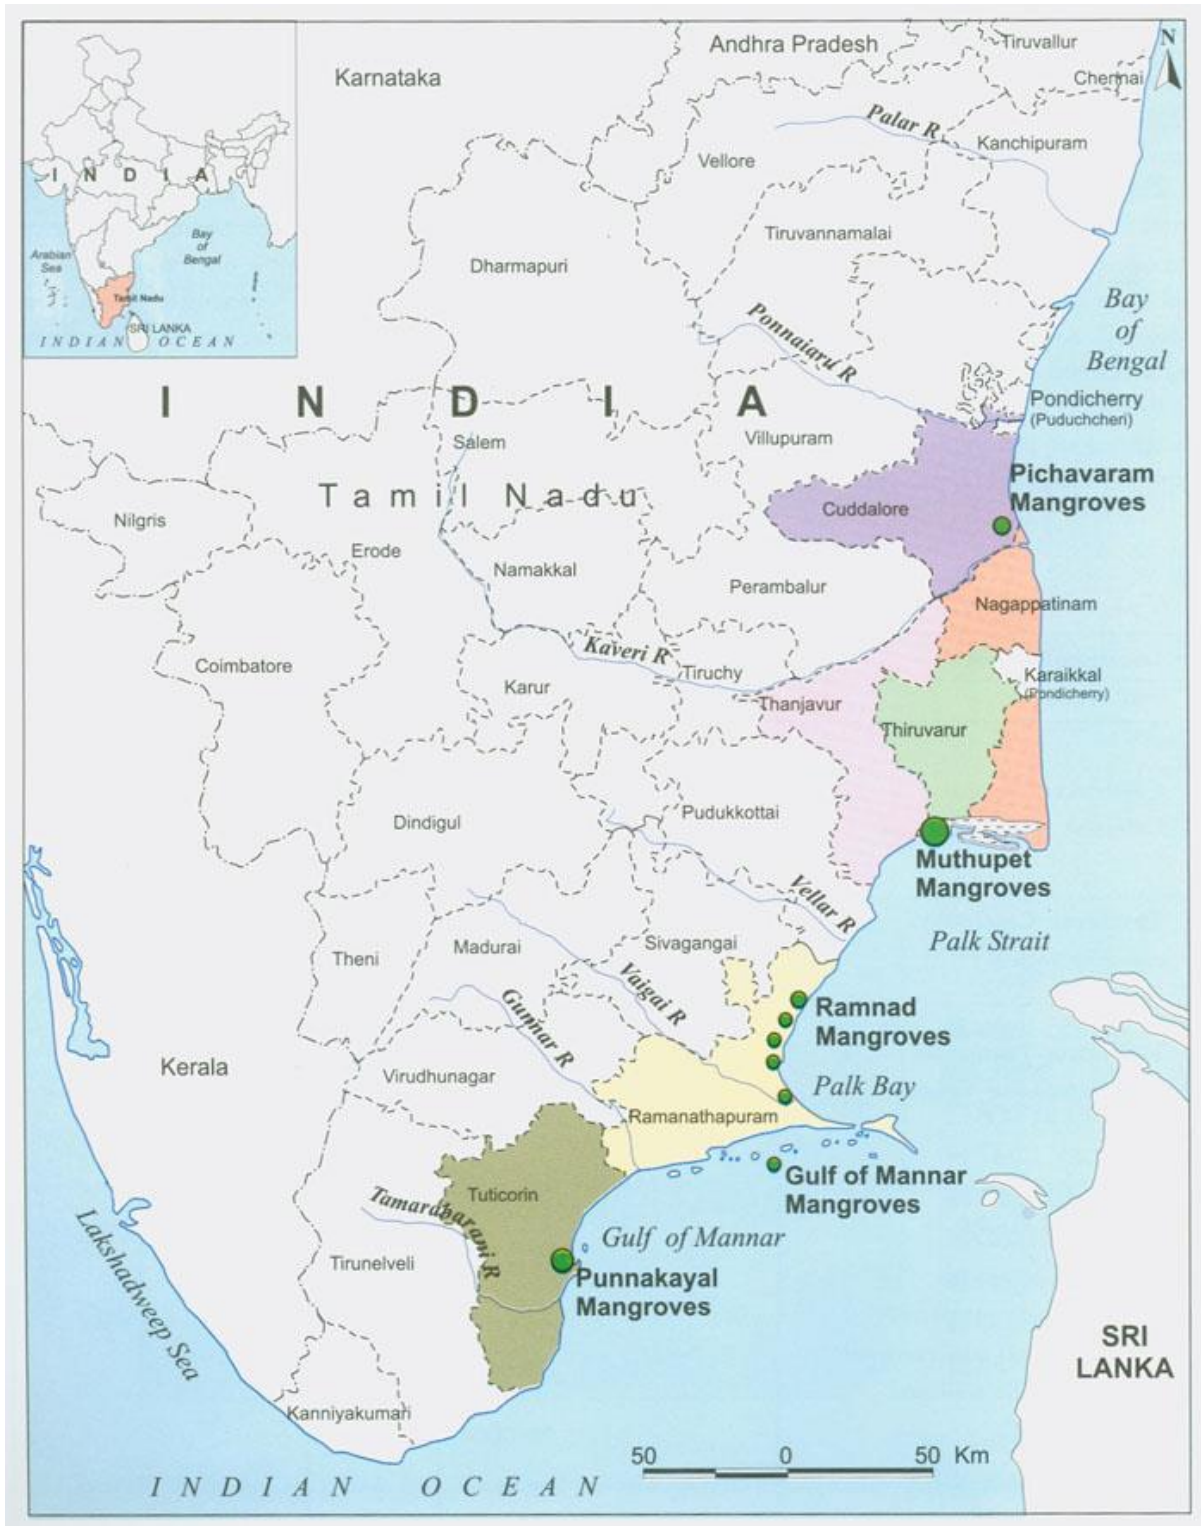 Andhra Pradesh
Tiruvallur
N
Karnataka
Chennai
Palar R
Kanchipuram
Vellore
I N D I A
Tiruvannamalai
Arabian
Sea
Bay
of
Bengal
Dharmapuri
Tamil Nadu
SRI LANKA
INDIAN OCEAN
Bay
of
Bengal
Ponnaiaru R
I N D I A
Pondicherry
(Puduchcheri)
Salem
Villupuram
Pichavaram
Mangroves
Tamil Nadu
Cuddalore
Nilgris
Erode
Namakkal
Perambalur
Nagappatinam
Kaveri R
Coimbatore
Tiruchy
Karaikkal
(Pondicherry)
Karur
Thanjavur
Thiruvarur
Pudukkottai
Dindigul
Muthupet
Mangroves
Vellar R
Palk Strait
Theni
Madurai
Sivagangai
Vaigai R
Gunnar R
Ramnad
Mangroves
Kerala
Virudhunagar
Palk Bay
Ramanathapuram
Gulf of Mannar
Mangroves
Tuticorin
Tamarabarani R
Gulf of Mannar
Lakshadweep Sea
Tirunelveli
Punnakayal
Mangroves
SRI
LANKA
Kanniyakumari
50 0 50 Km
INDIAN OCEAN